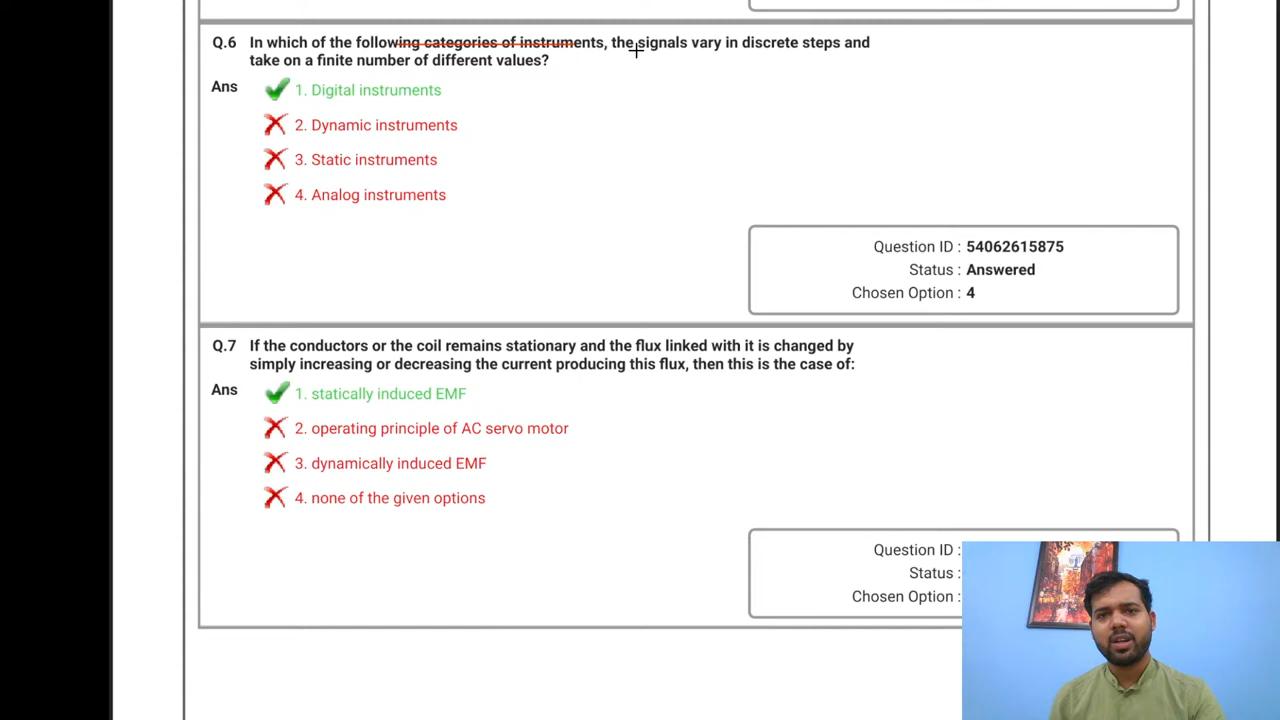 Q.6 In which of the following categories of instruments, the signals vary in discrete steps and
take on a finite number of different values?
Ans 1. Digital instruments
2. Dynamic instruments
3. Static instruments
4. Analog instruments
Question ID : 54062615875
Status : Answered
Chosen Option : 4
Q.7 If the conductors or the coil remains stationary and the flux linked with it is changed by
simply increasing or decreasing the current producing this flux, then this is the case of:
Ans 1. statically induced EMF
2. operating principle of AC servo motor
3. dynamically induced EMF
4. none of the given options
Question ID :
Status :
Chosen Option :